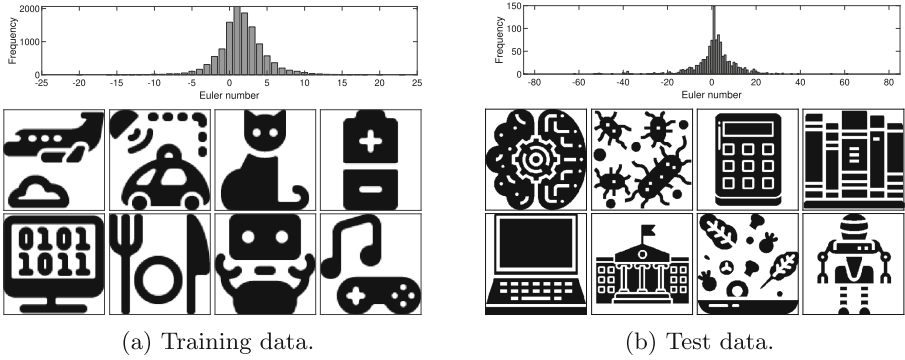 2000
1000
0
Frequency
-25 -20 -15 -10 -5 0 5 10 15 20 25
Euler number
150
100
50
0
Frequency
-80 -60 -40 -20 0 20 40 60 80
Euler number
0101
1011
(a) Training data.
(b) Test data.